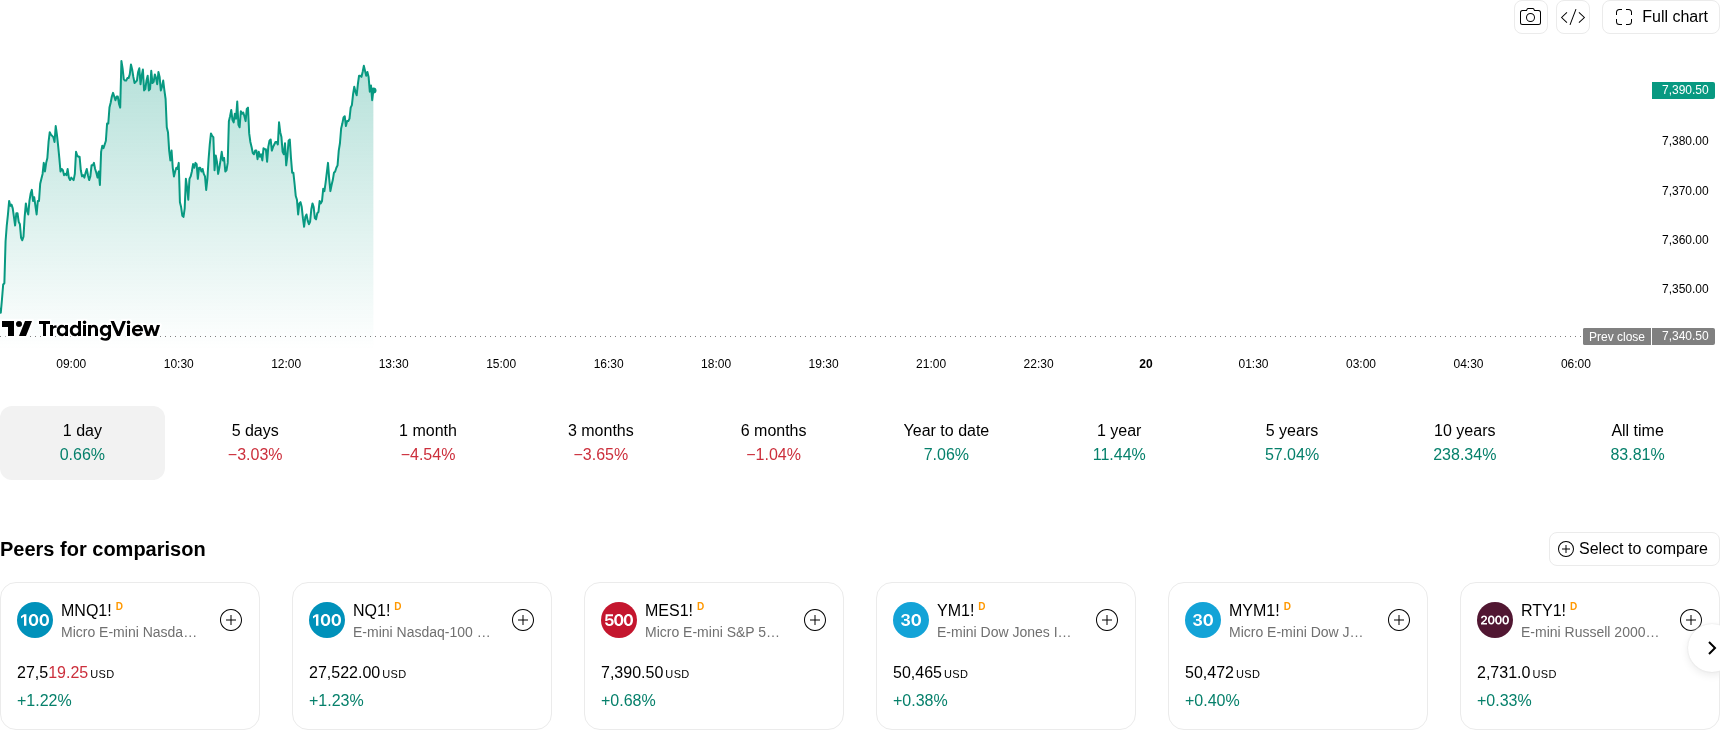 Full chart
7,390.50
7,380.00
7,370.00
7,360.00
7,350.00
TradingView
Prev close 7,340.50
09:00 10:30 12:00 13:30 15:00 16:30 18:00 19:30 21:00 22:30 20 01:30 03:00 04:30 06:00
1 day 5 days 1 month 3 months 6 months Year to date 1 year 5 years 10 years All time
0.66% −3.03% −4.54% −3.65% −1.04% 7.06% 11.44% 57.04% 238.34% 83.81%
Peers for comparison
Select to compare
100 MNQ1! D
Micro E-mini Nasda…
27,519.25 USD
+1.22%
100 NQ1! D
E-mini Nasdaq-100 …
27,522.00 USD
+1.23%
500 MES1! D
Micro E-mini S&P 5…
7,390.50 USD
+0.68%
30 YM1! D
E-mini Dow Jones I…
50,465 USD
+0.38%
30 MYM1! D
Micro E-mini Dow J…
50,472 USD
+0.40%
2000 RTY1! D
E-mini Russell 2000…
2,731.0 USD
+0.33%